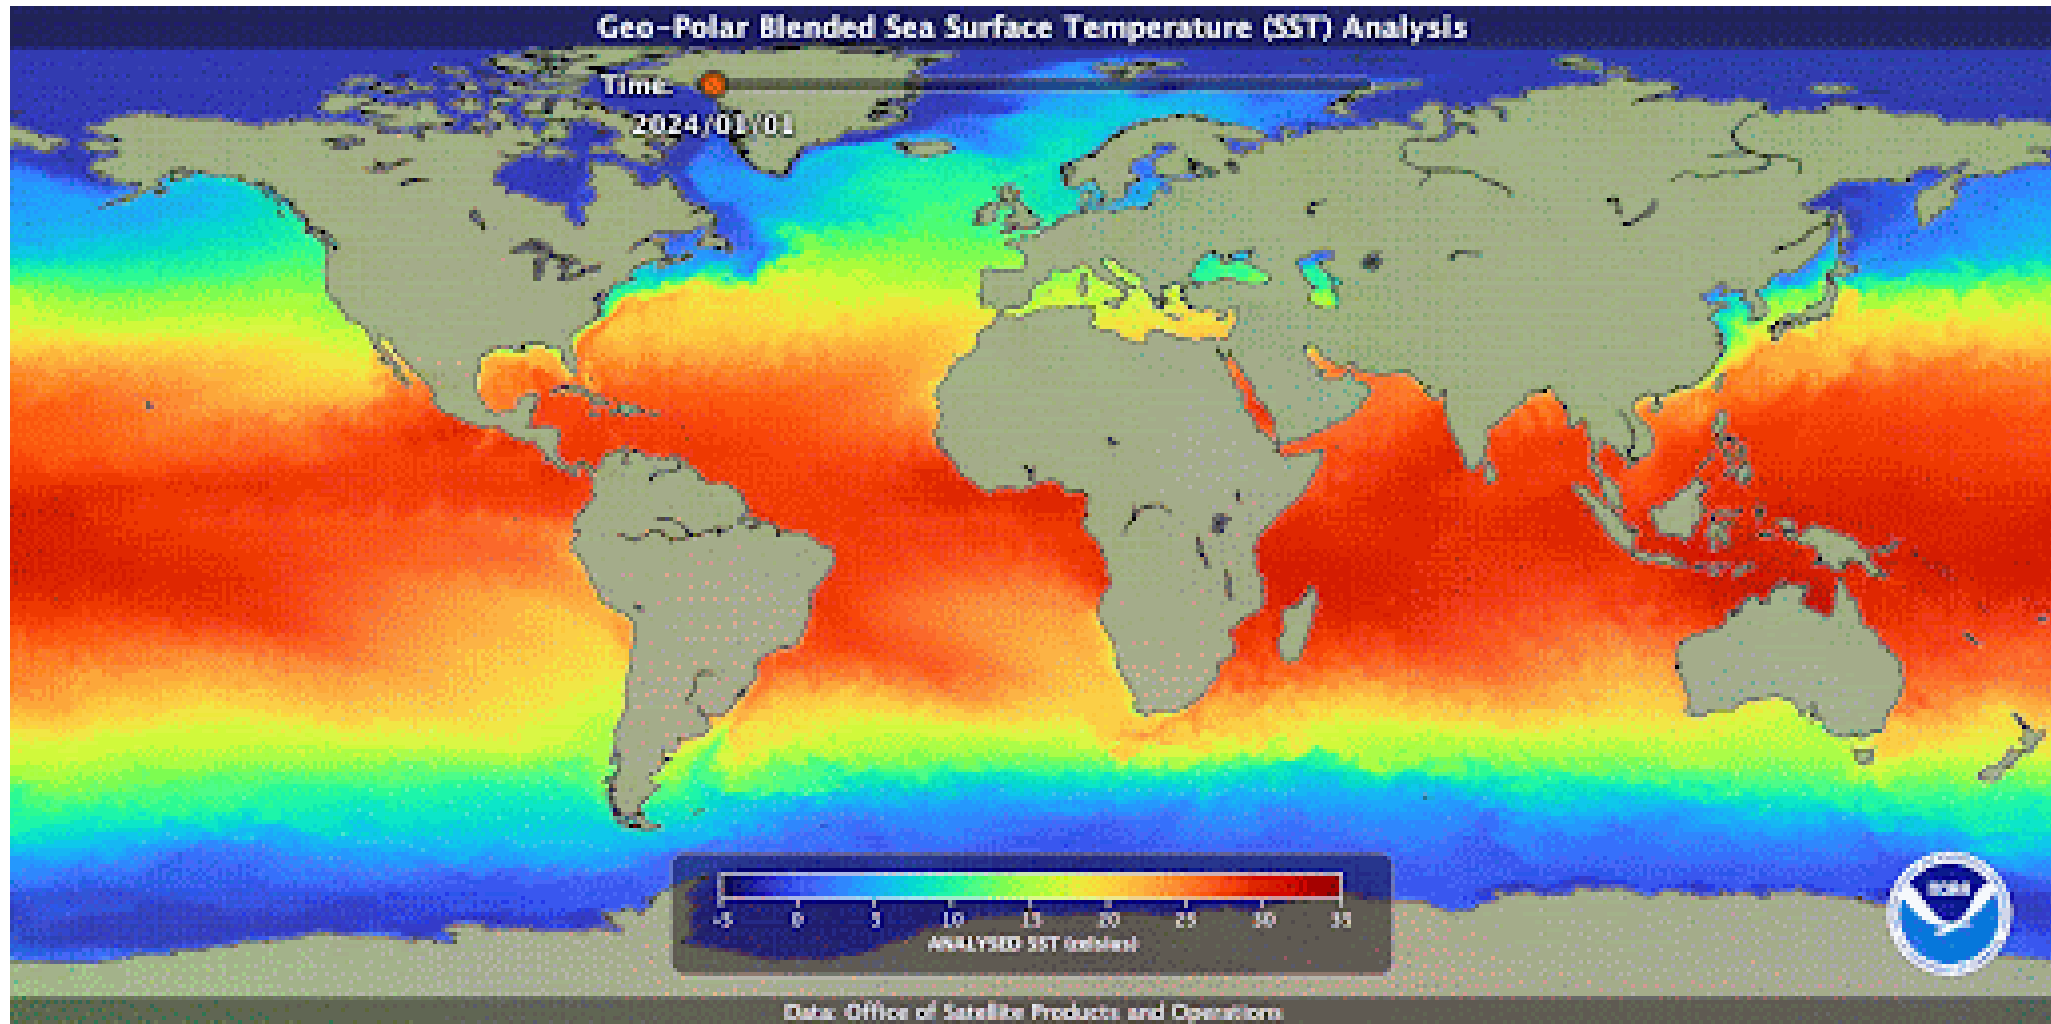 Geo-Polar Blended Sea Surface Temperature (SST) Analysis
Time:
2024/01/01
-5 0 5 10 15 20 25 30 35
ANALYSED SST (celsius)
NOAA
Data: Office of Satellite Products and Operations